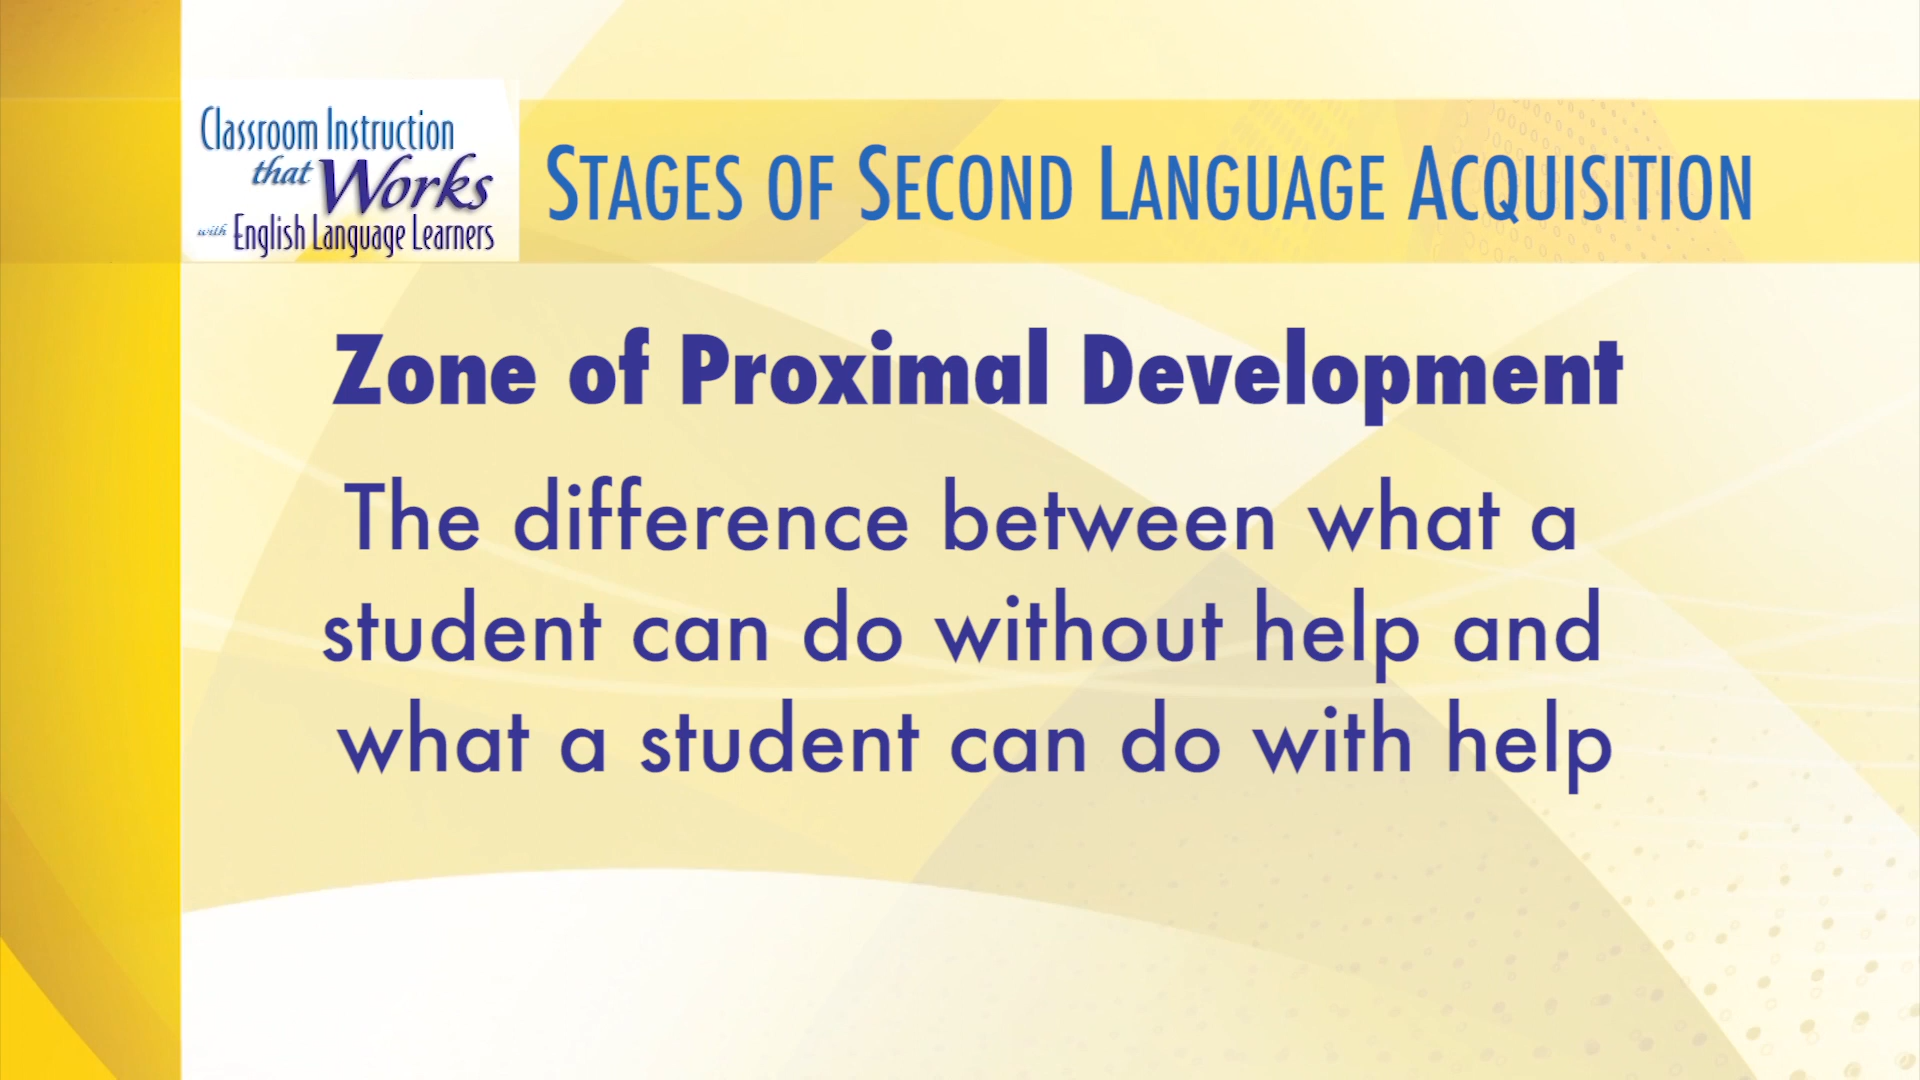 Classroom Instruction
that Works
with English Language Learners
STAGES OF SECOND LANGUAGE ACQUISITION
Zone of Proximal Development
The difference between what a
student can do without help and
what a student can do with help